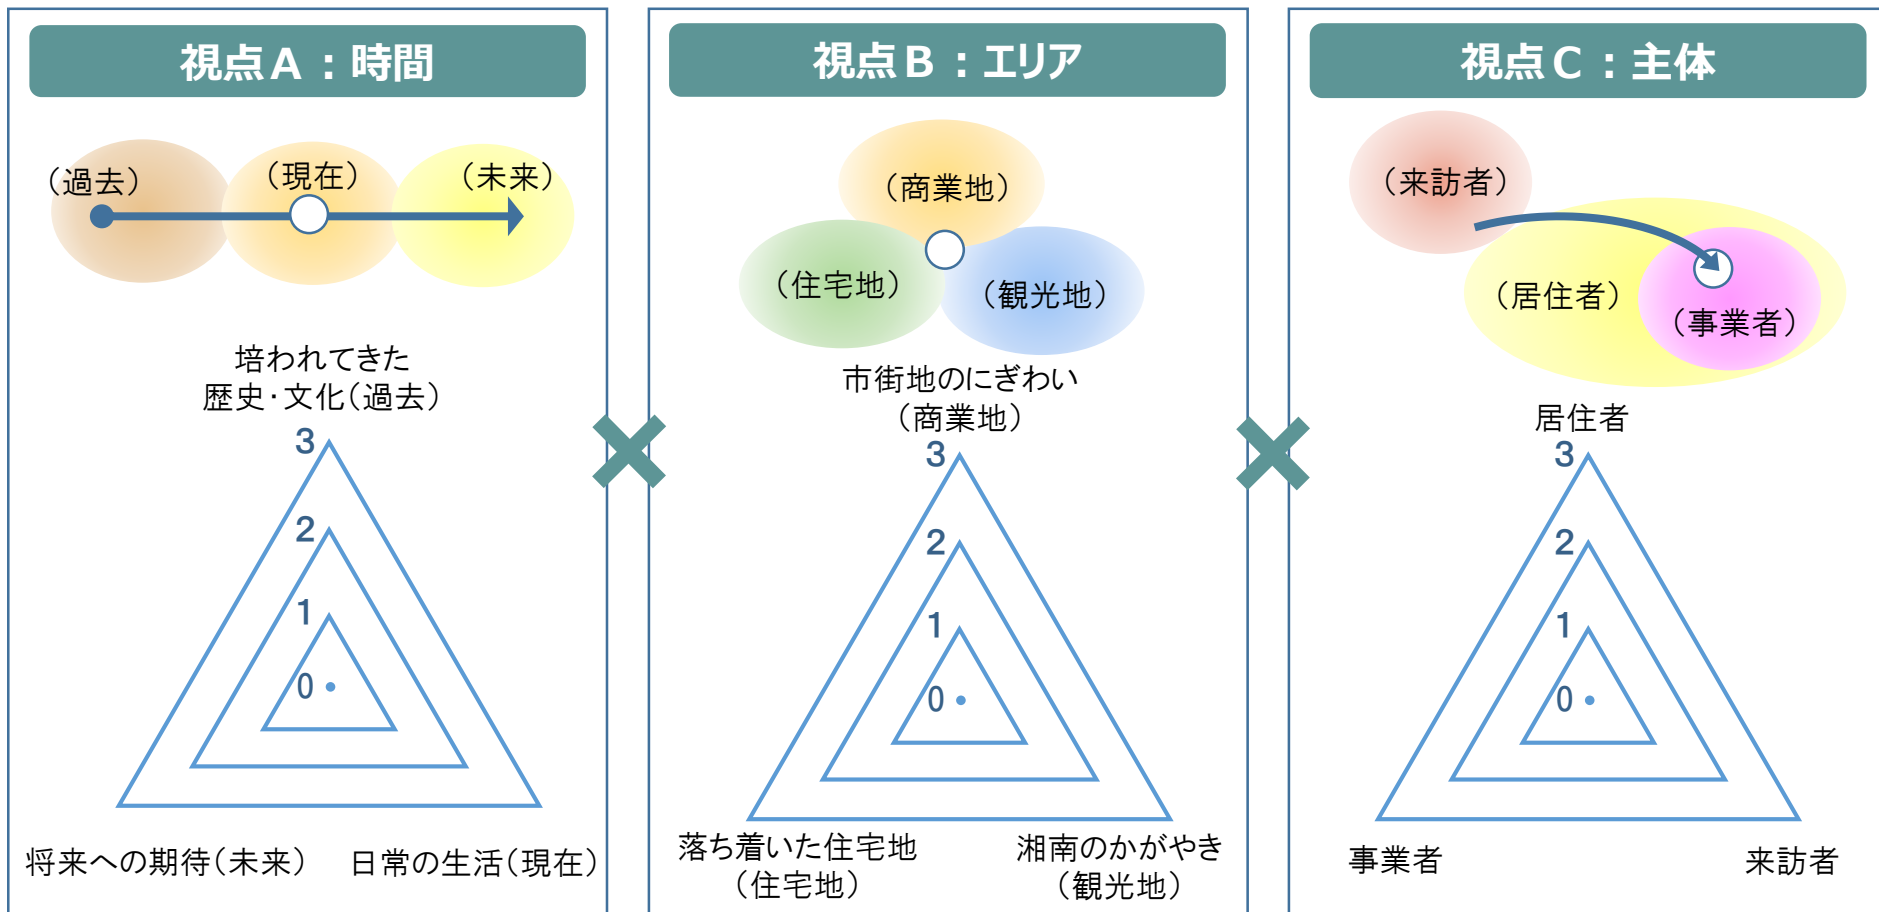 視点A：時間
（過去）
（現在）
（未来）
培われてきた
歴史・文化（過去）
3
2
1
0
将来への期待（未来）
日常の生活（現在）
視点B：エリア
（商業地）
（住宅地）
（観光地）
市街地のにぎわい
（商業地）
3
2
1
0
落ち着いた住宅地
（住宅地）
湘南のかがやき
（観光地）
視点C：主体
（来訪者）
（居住者）
（事業者）
居住者
3
2
1
0
事業者
来訪者